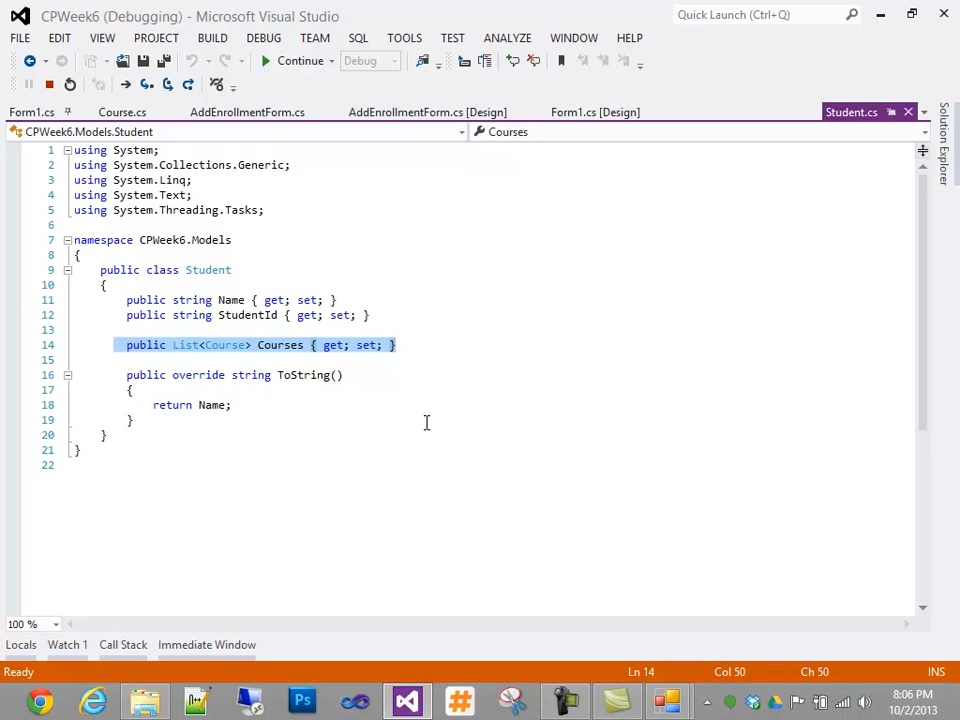 CPWeek6 (Debugging) - Microsoft Visual Studio
Quick Launch (Ctrl+Q)
FILE EDIT VIEW PROJECT BUILD DEBUG TEAM SQL TOOLS TEST ANALYZE WINDOW HELP
Continue Debug
Form1.cs Course.cs AddEnrollmentForm.cs AddEnrollmentForm.cs [Design] Form1.cs [Design] Student.cs
Solution Explorer
CPWeek6.Models.Student Courses
1 using System;
2 using System.Collections.Generic;
3 using System.Linq;
4 using System.Text;
5 using System.Threading.Tasks;
6
7 namespace CPWeek6.Models
8 {
9 public class Student
10 {
11 public string Name { get; set; }
12 public string StudentId { get; set; }
13
14 public List<Course> Courses { get; set; }
15
16 public override string ToString()
17 {
18 return Name;
19 }
20 }
21 }
22
100 %
Locals Watch 1 Call Stack Immediate Window
Ready Ln 14 Col 50 Ch 50 INS
Ps
8:06 PM
10/2/2013